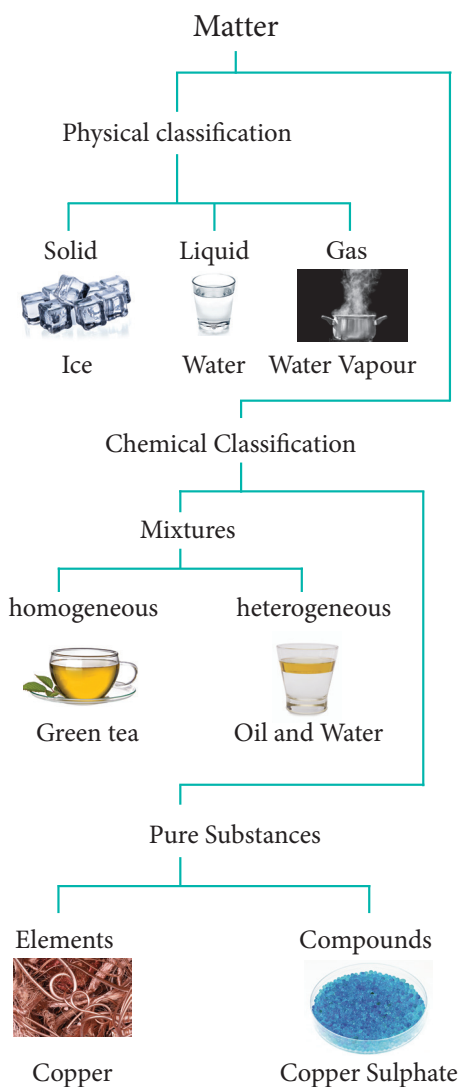 Matter
Physical classification
Solid
Liquid
Gas
Ice
Water
Water Vapour
Chemical Classification
Mixtures
homogeneous
heterogeneous
Green tea
Oil and Water
Pure Substances
Elements
Compounds
Copper
Copper Sulphate